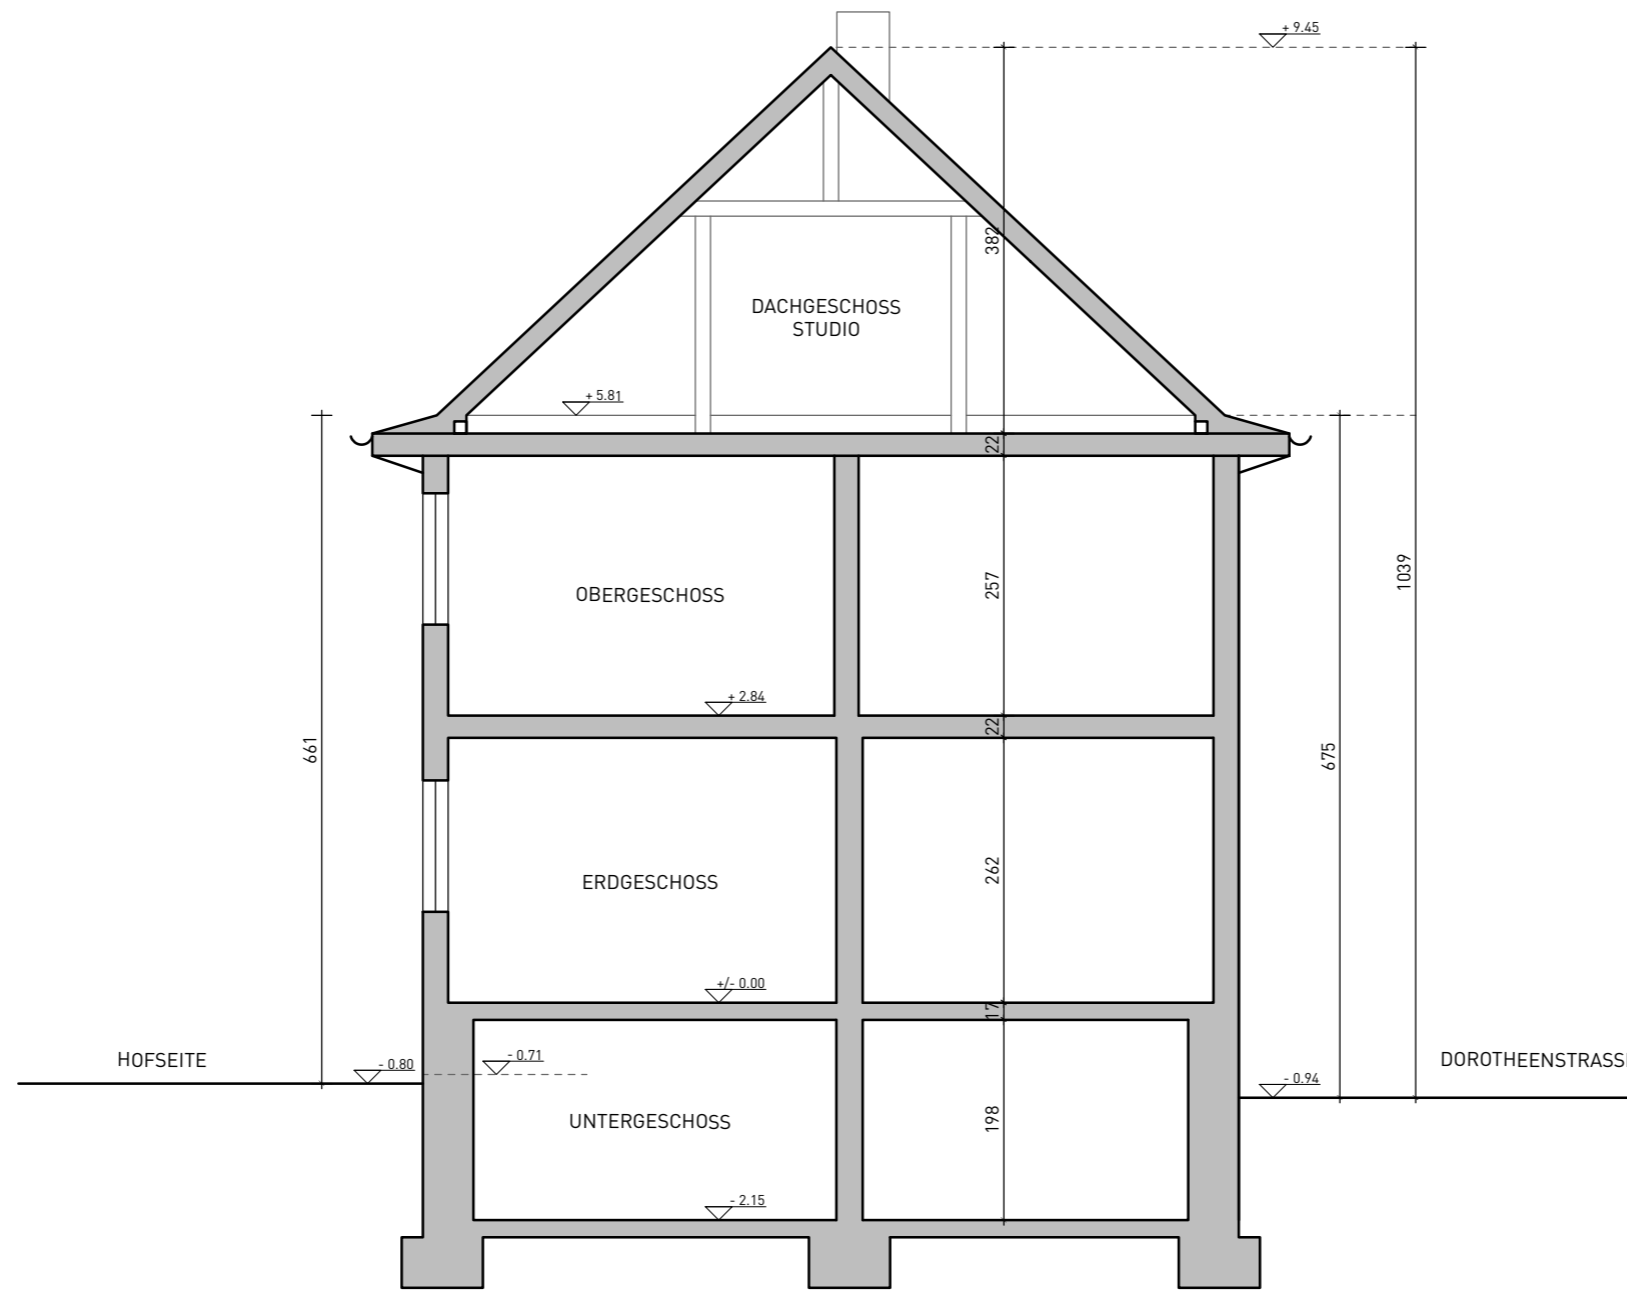 + 9.45
382
DACHGESCHOSS
STUDIO
+ 5.81
22
257
1039
OBERGESCHOSS
+ 2.84
22
661
675
262
ERDGESCHOSS
+/- 0.00
17
HOFSEITE
- 0.80
- 0.71
- 0.94
DOROTHEENSTRASS
198
UNTERGESCHOSS
- 2.15